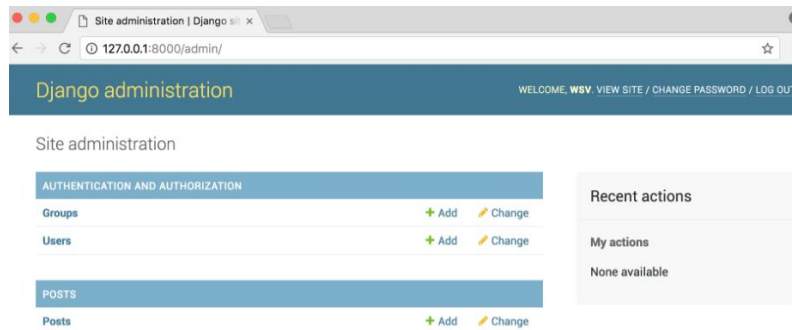 Site administration | Django si
127.0.0.1:8000/admin/
Django administration
WELCOME, WSV. VIEW SITE / CHANGE PASSWORD / LOG OUT
Site administration
AUTHENTICATION AND AUTHORIZATION
Groups + Add Change
Users + Add Change
POSTS
Posts + Add Change
Recent actions
My actions
None available